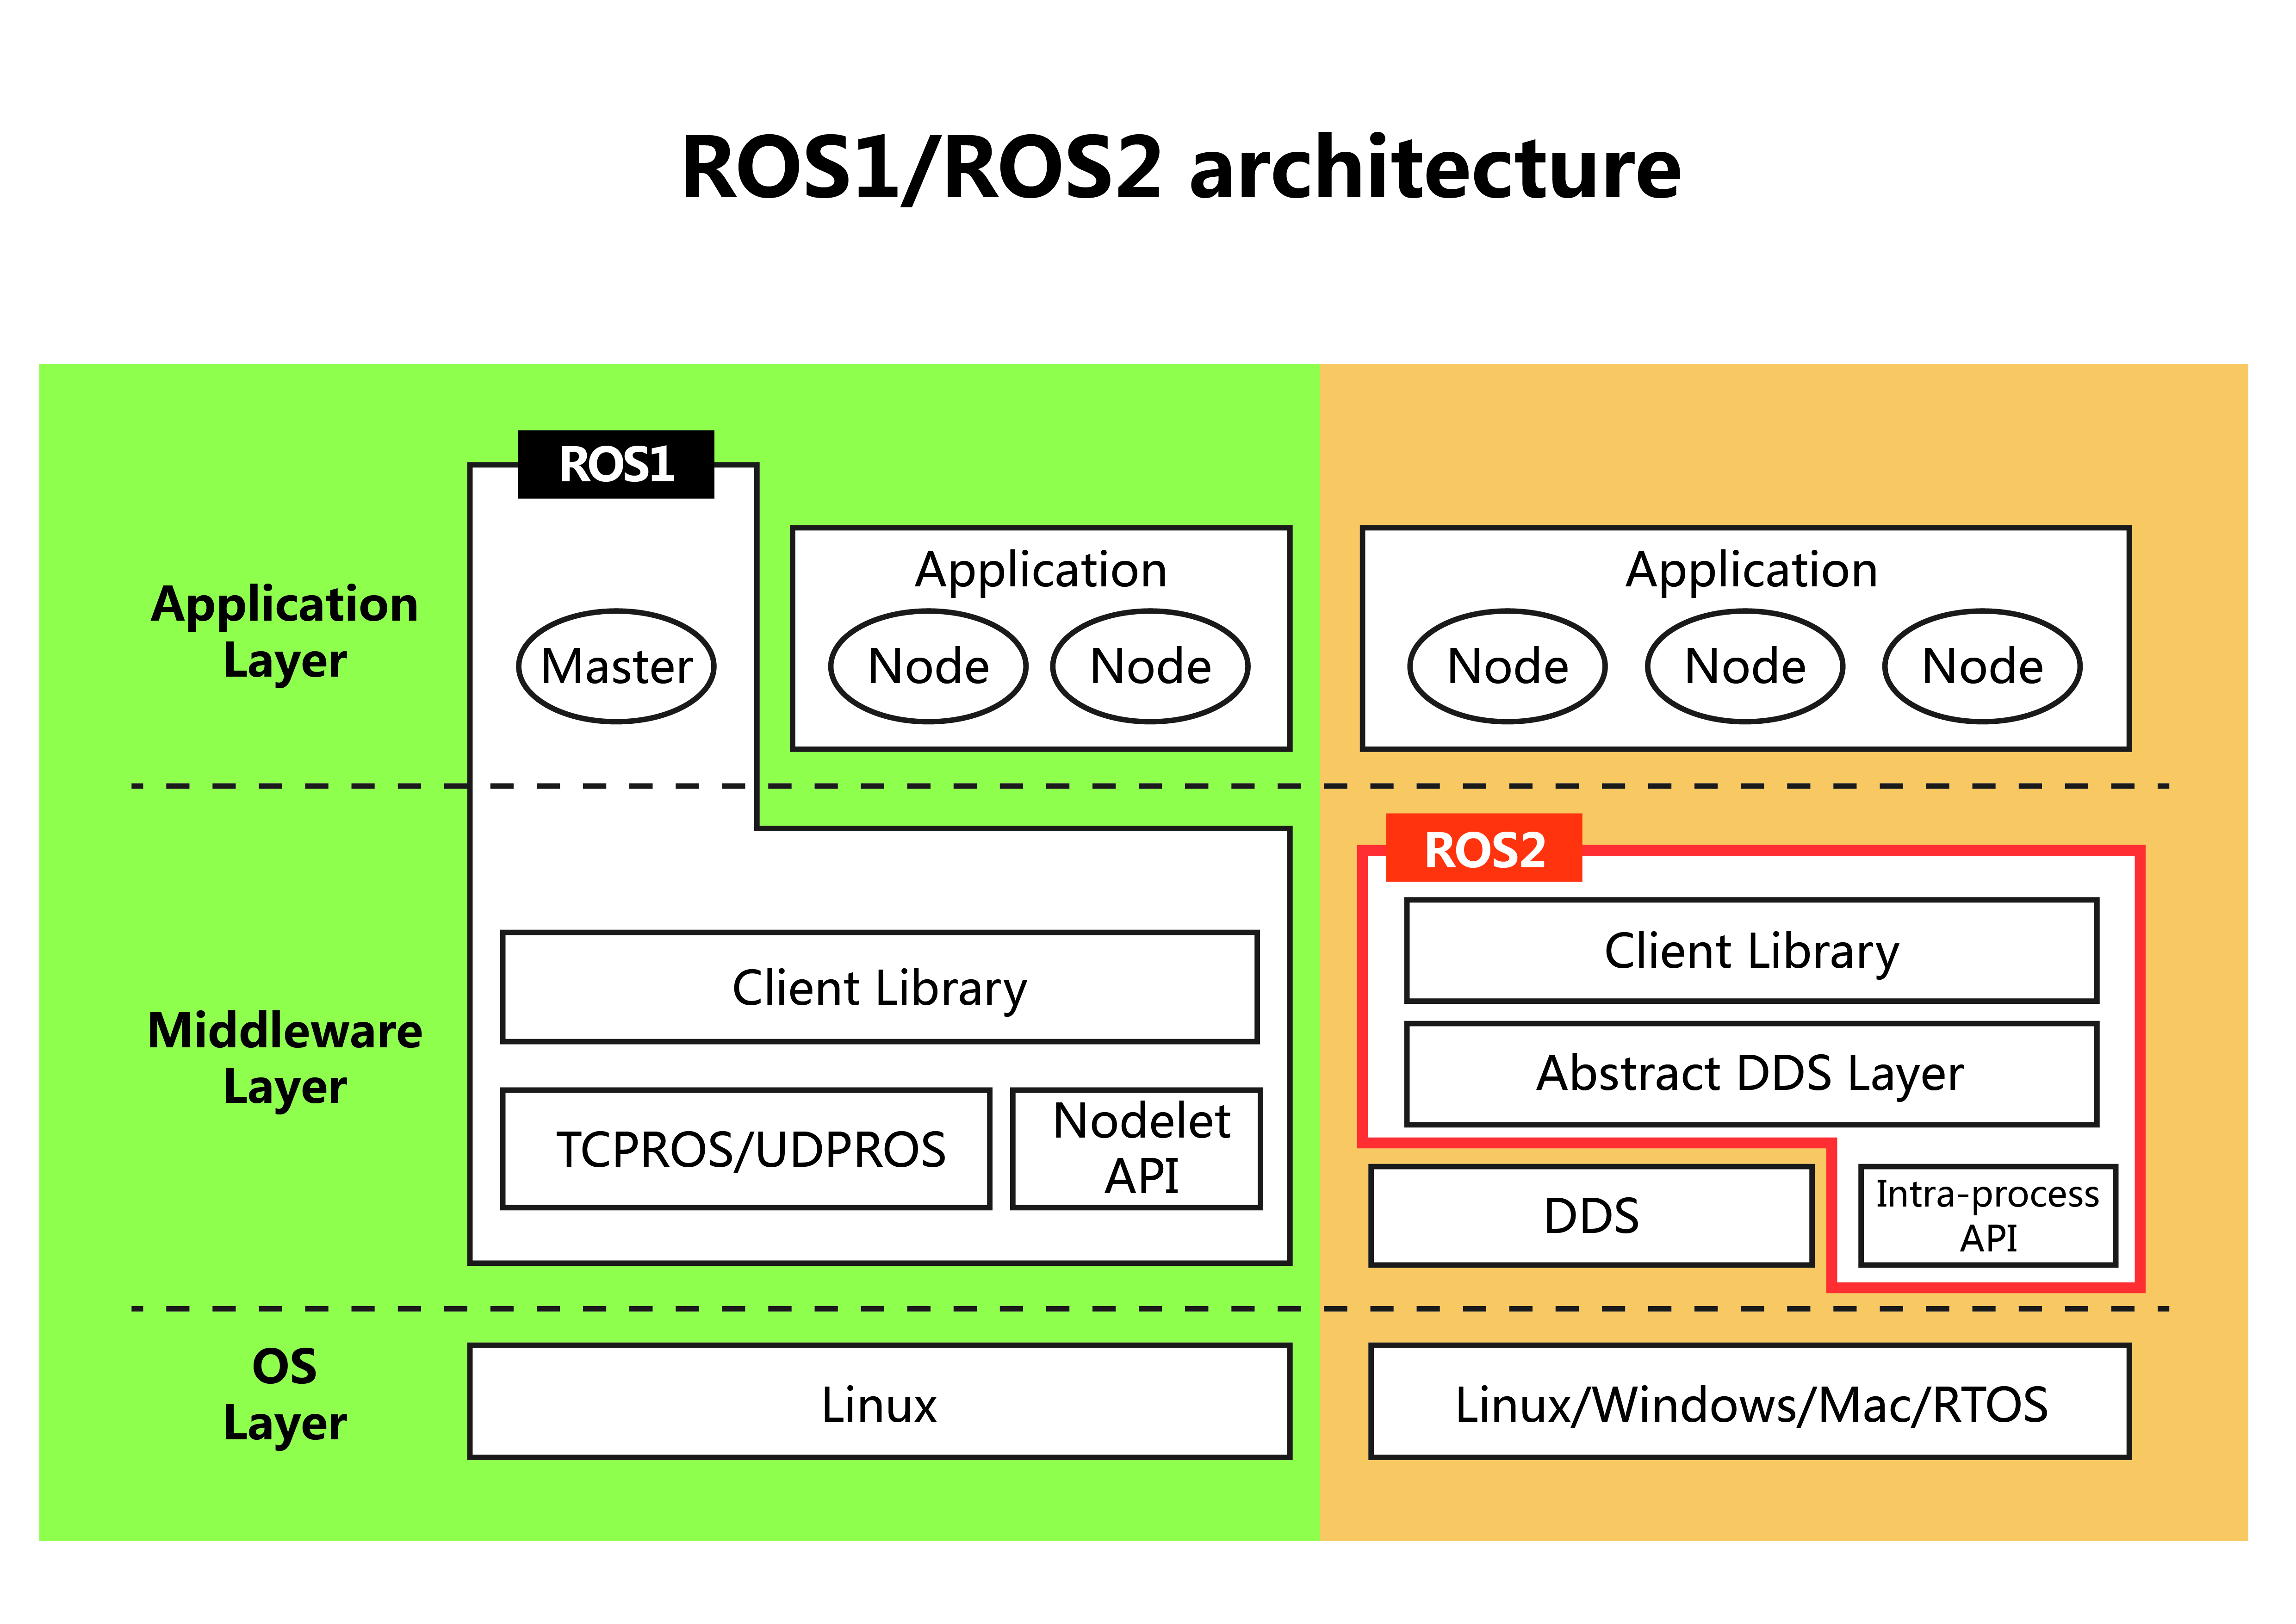 ROS1/ROS2 architecture
ROS1
Application
Layer
Master
Application
Node
Node
Application
Node
Node
Node
Middleware
Layer
Client Library
TCPROS/UDPROS
Nodelet
API
ROS2
Client Library
Abstract DDS Layer
DDS
Intra-process
API
OS
Layer
Linux
Linux/Windows/Mac/RTOS